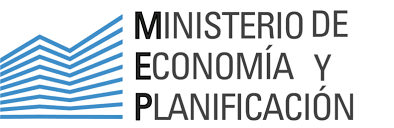 MINISTERIO DE
ECONOMÍA Y
PLANIFICACIÓN